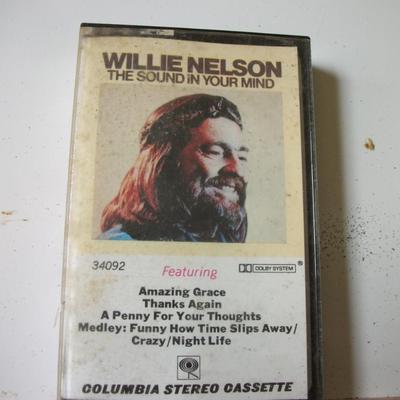 WILLIE NELSON
THE SOUND iN YOUR MIND
34092
Featuring
DOLBY SYSTEM ®
Amazing Grace
Thanks Again
A Penny For Your Thoughts
Medley: Funny How Time Slips Away/
Crazy/Night Life
COLUMBIA STEREO CASSETTE